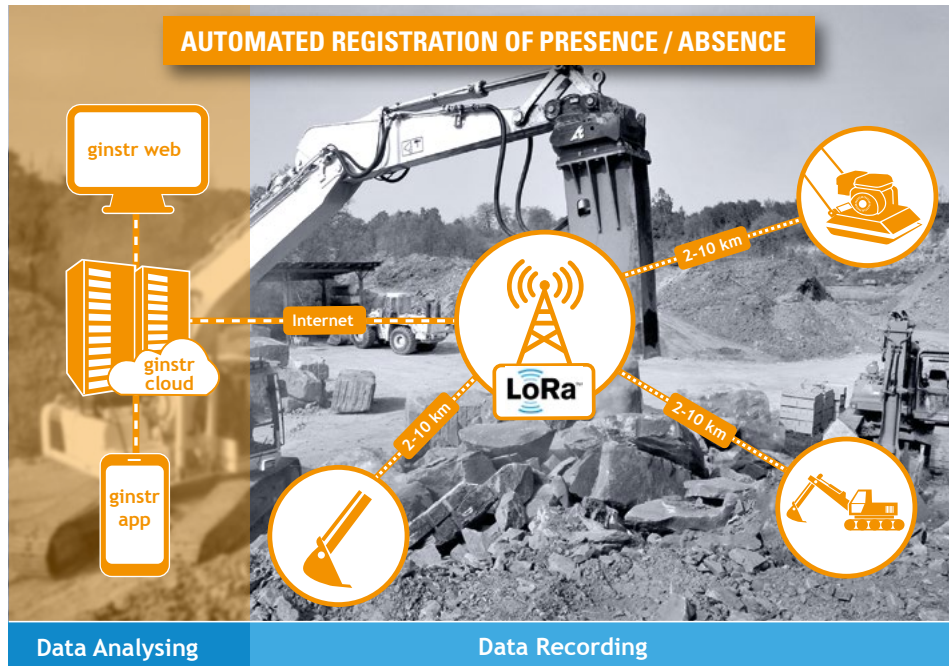 AUTOMATED REGISTRATION OF PRESENCE / ABSENCE
ginstr web
2-10 km
Internet
ginstr
cloud
LoRa
2-10 km
2-10 km
ginstr
app
Data Analysing
Data Recording